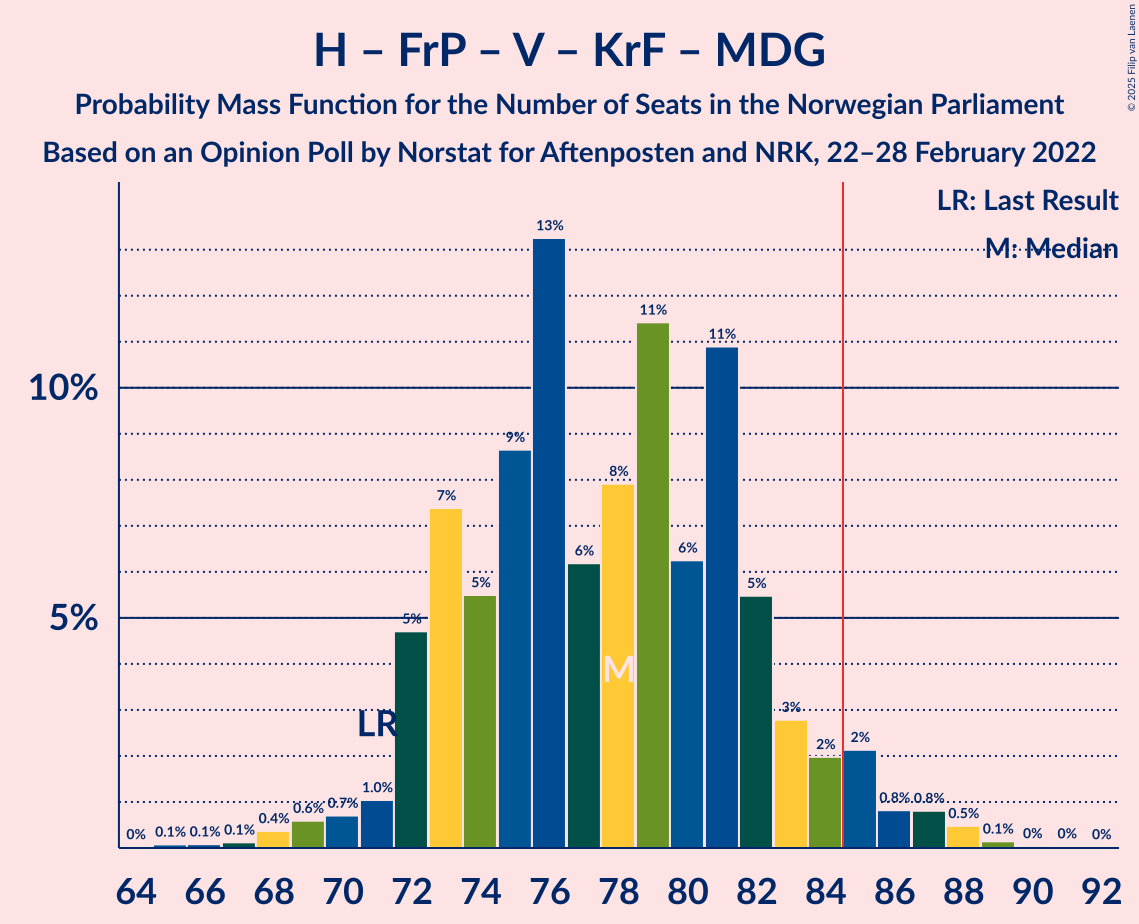 H – FrP – V – KrF – MDG
Probability Mass Function for the Number of Seats in the Norwegian Parliament
Based on an Opinion Poll by Norstat for Aftenposten and NRK, 22–28 February 2022
© 2025 Filip van Laenen
LR: Last Result
M: Median
10%
5%
0% 0.1% 0.1% 0.1% 0.4% 0.6% 0.7% 1.0% 5% 7% 5% 9% 13% 6% 8% 11% 6% 11% 5% 3% 2% 2% 0.8% 0.8% 0.5% 0.1% 0% 0% 0%
LR
M
64 66 68 70 72 74 76 78 80 82 84 86 88 90 92